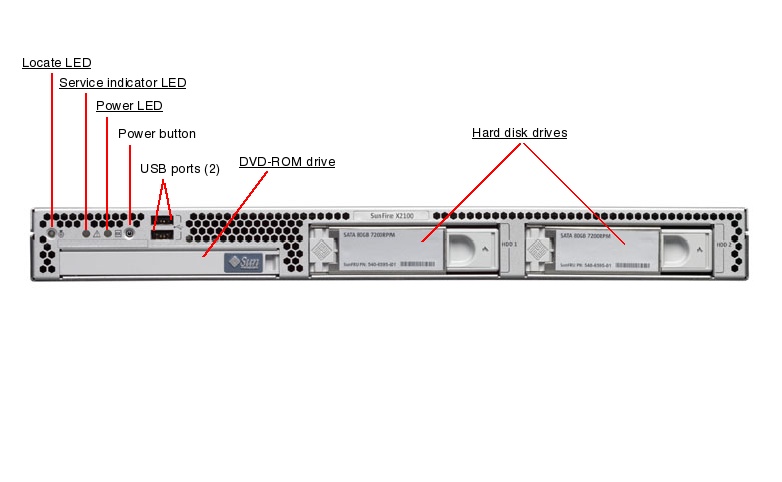 Locate LED
Service indicator LED
Power LED
Power button
Hard disk drives
USB ports (2)
DVD-ROM drive
SunFire X2100
SATA 80GB 7200RPM
HDD 1
SATA 80GB 7200RPM
HDD 2
Sun
SunFRU PN: 540-6595-01
SunFRU PN: 540-6595-01